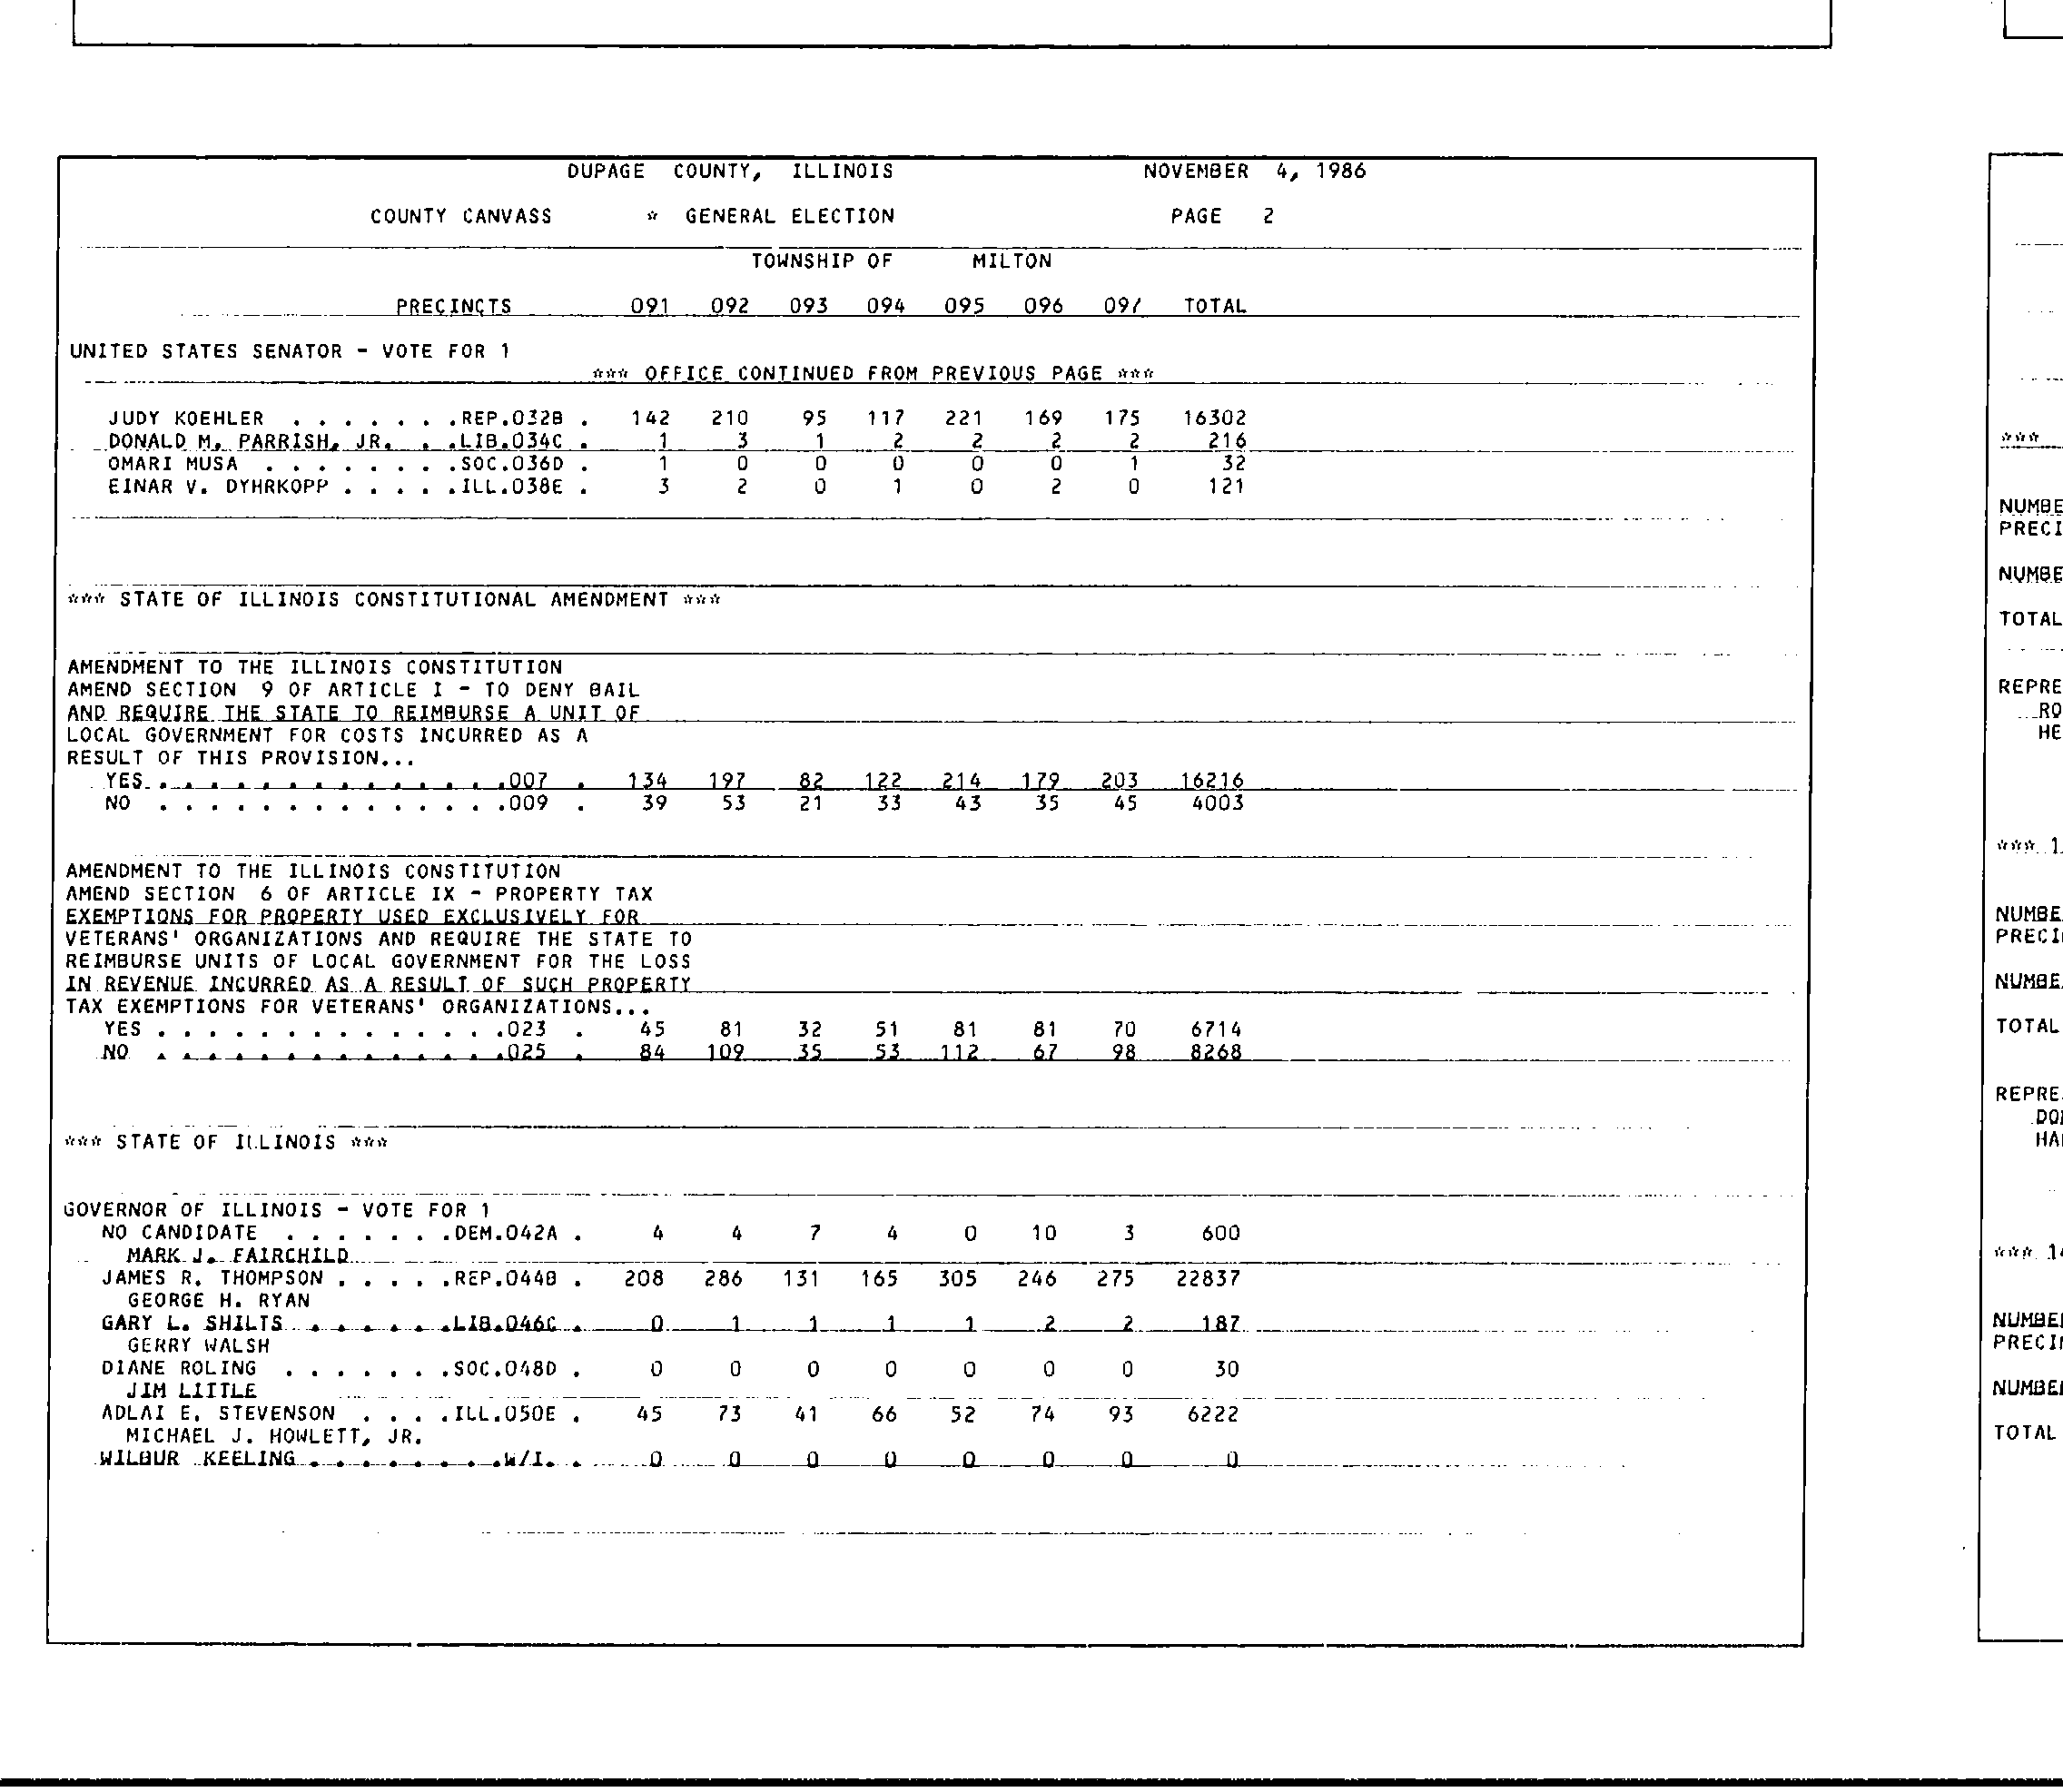 DUPAGE COUNTY, ILLINOIS NOVEMBER 4, 1986
COUNTY CANVASS * GENERAL ELECTION PAGE 2
TOWNSHIP OF MILTON
PRECINCTS 091 092 093 094 095 096 097 TOTAL
UNITED STATES SENATOR - VOTE FOR 1
*** OFFICE CONTINUED FROM PREVIOUS PAGE ***
JUDY KOEHLER . . . . . . .REP.032B . 142 210 95 117 221 169 175 16302
DONALD M. PARRISH, JR. . .LIB.034C . 1 3 1 2 2 2 2 216
OMARI MUSA . . . . . . . .SOC.036D . 1 0 0 0 0 0 1 32
EINAR V. DYHRKOPP . . . . .ILL.038E . 3 2 0 1 0 2 0 121
*** STATE OF ILLINOIS CONSTITUTIONAL AMENDMENT ***
AMENDMENT TO THE ILLINOIS CONSTITUTION
AMEND SECTION 9 OF ARTICLE I - TO DENY BAIL
AND REQUIRE THE STATE TO REIMBURSE A UNIT OF
LOCAL GOVERNMENT FOR COSTS INCURRED AS A
RESULT OF THIS PROVISION...
YES . . . . . . . . . . . . . .007 . 134 197 82 122 214 179 203 16216
NO . . . . . . . . . . . . . .009 . 39 53 21 33 43 35 45 4003
AMENDMENT TO THE ILLINOIS CONSTITUTION
AMEND SECTION 6 OF ARTICLE IX - PROPERTY TAX
EXEMPTIONS FOR PROPERTY USED EXCLUSIVELY FOR
VETERANS' ORGANIZATIONS AND REQUIRE THE STATE TO
REIMBURSE UNITS OF LOCAL GOVERNMENT FOR THE LOSS
IN REVENUE INCURRED AS A RESULT OF SUCH PROPERTY
TAX EXEMPTIONS FOR VETERANS' ORGANIZATIONS...
YES . . . . . . . . . . . . . .023 . 45 81 32 51 81 81 70 6714
NO . . . . . . . . . . . . . .025 . 84 109 35 53 112 67 98 8268
*** STATE OF ILLINOIS ***
GOVERNOR OF ILLINOIS - VOTE FOR 1
NO CANDIDATE . . . . . . .DEM.042A . 4 4 7 4 0 10 3 600
MARK J. FAIRCHILD
JAMES R. THOMPSON . . . . .REP.044B . 208 286 131 165 305 246 275 22837
GEORGE H. RYAN
GARY L. SHILTS . . . . . .LIB.046C . 0 1 1 1 1 2 2 187
GERRY WALSH
DIANE ROLING . . . . . . .SOC.048D . 0 0 0 0 0 0 0 30
JIM LITTLE
ADLAI E. STEVENSON . . . .ILL.050E . 45 73 41 66 52 74 93 6222
MICHAEL J. HOWLETT, JR.
WILBUR KEELING . . . . . . . .W/I. . 0 0 0 0 0 0 0 0
***
NUMBE
PRECI
NUMBE
TOTAL
REPRE
RO
HE
*** 1
NUMBE
PRECI
NUMBE
TOTAL
REPRE
DO
HA
*** 14
NUMBE
PRECI
NUMBE
TOTAL